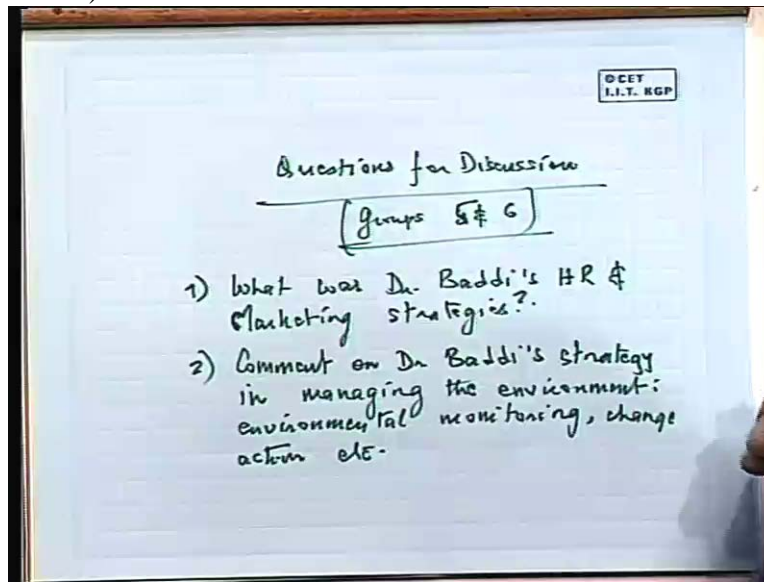 © CET
I.I.T. KGP
Questions for Discussion
(groups 5 & 6)
1) What was Dr. Baddi's HR &
Marketing strategies?.
2) Comment on Dr Baddi's strategy
in managing the environment:
environmental monitoring, change
action etc.